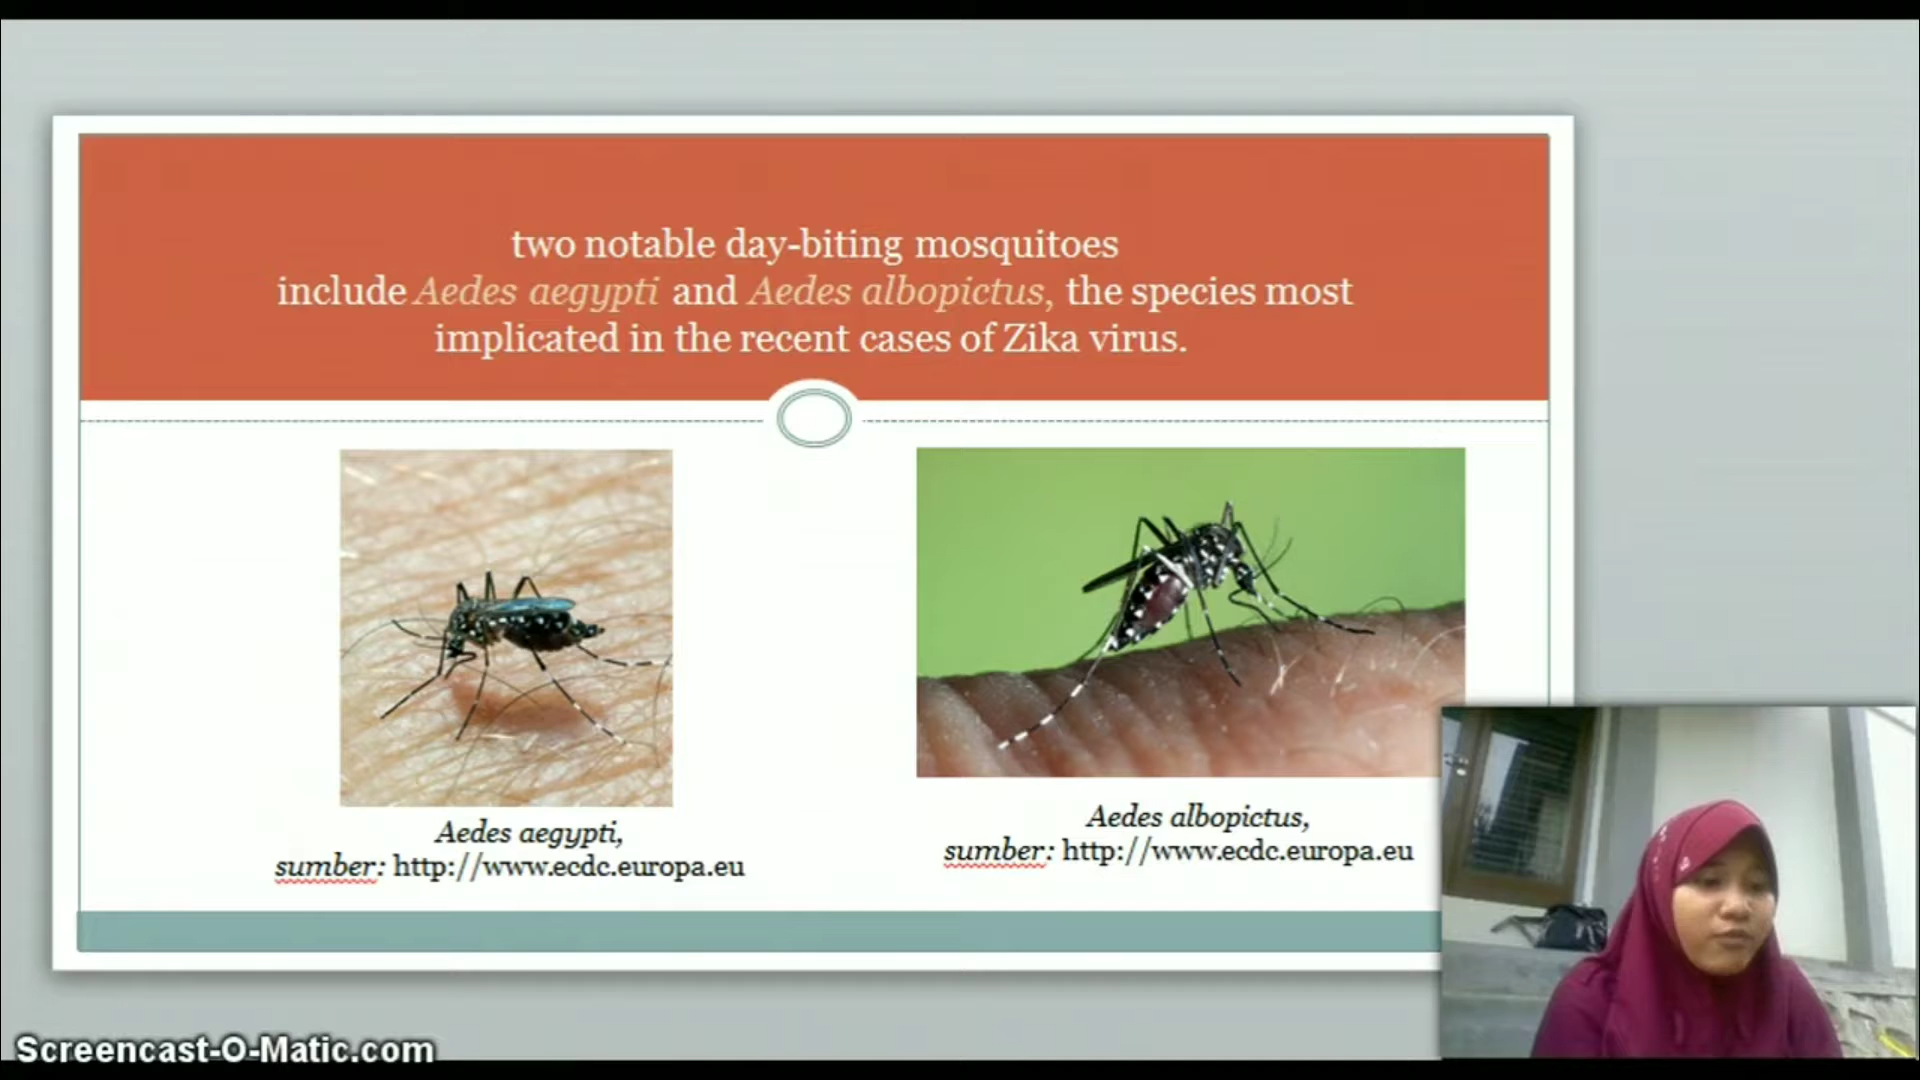 two notable day-biting mosquitoes
include Aedes aegypti and Aedes albopictus, the species most
implicated in the recent cases of Zika virus.
Aedes aegypti,
sumber: http://www.ecdc.europa.eu
Aedes albopictus,
sumber: http://www.ecdc.europa.eu
Screencast-O-Matic.com